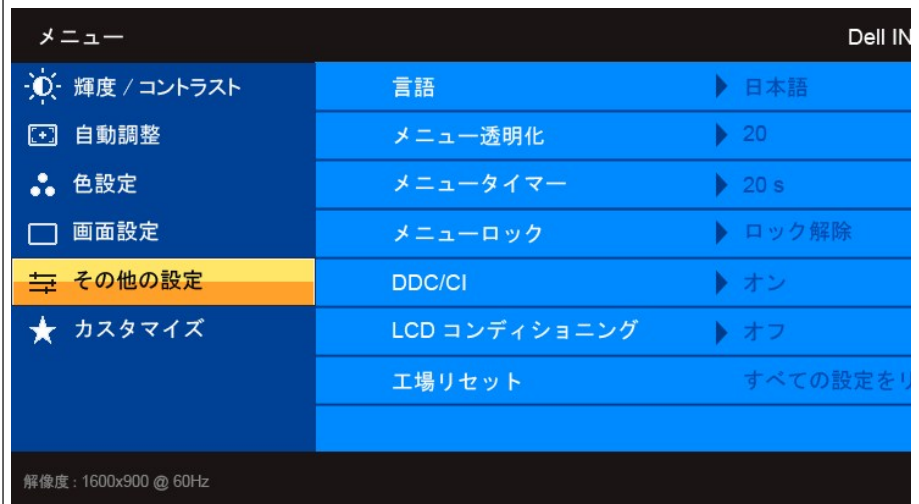 メニュー Dell IN
輝度 / コントラスト 言語 日本語
自動調整 メニュー透明化 20
色設定 メニュータイマー 20 s
画面設定 メニューロック ロック解除
その他の設定 DDC/CI オン
カスタマイズ LCD コンディショニング オフ
工場リセット すべての設定をリ
解像度 : 1600x900 @ 60Hz